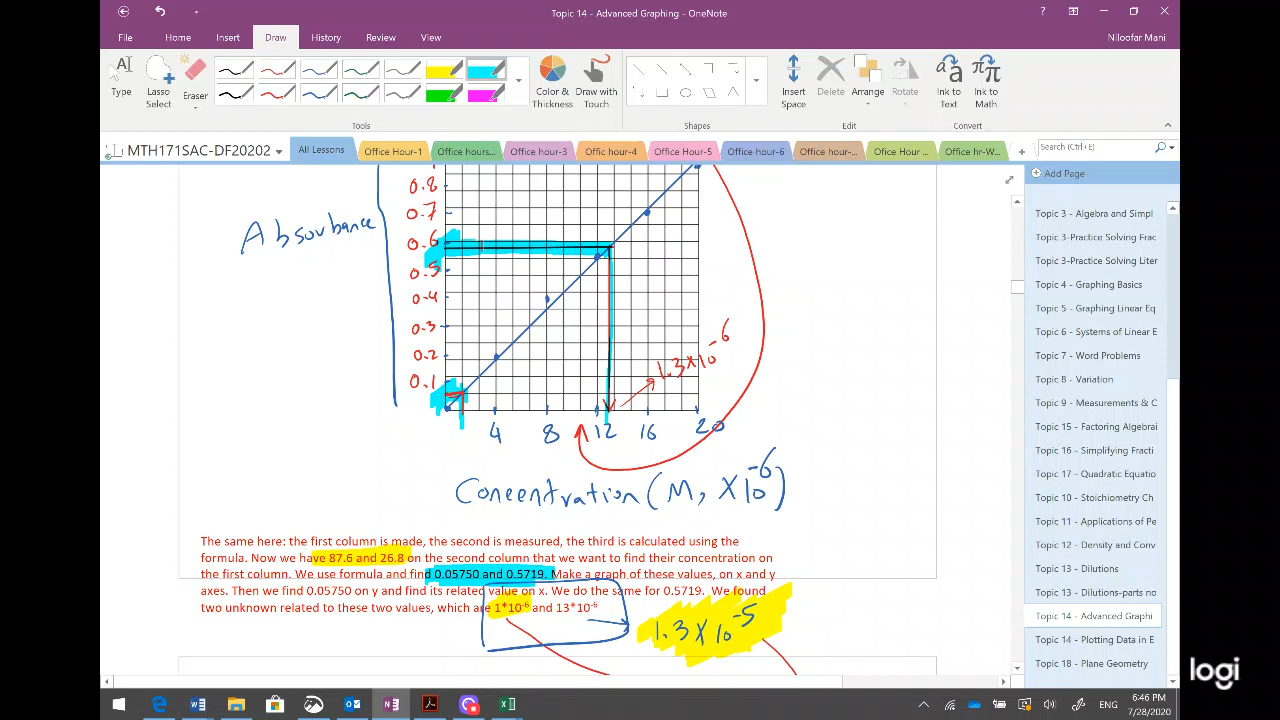 Topic 14 - Advanced Graphing - OneNote
Niloofar Mani
File Home Insert Draw History Review View
Type
Lasso Select
Eraser
Color & Thickness
Draw with Touch
Insert Space
Delete
Arrange
Rotate
Ink to Text
Ink to Math
Tools
Shapes
Edit
Convert
MTH171SAC-DF20202
All Lessons
Office Hour-1
Office hours...
Office hour-3
Offic hour-4
Office Hour-5
Office hour-6
Office hour-...
Office Hour ...
Office hr-W...
Search (Ctrl+E)
Add Page
Topic 3 - Algebra and Simpl
Topic 3-Practice Solving Frac
Topic 3-Practice Solving Liter
Topic 4 - Graphing Basics
Topic 5 - Graphing Linear Eq
Topic 6 - Systems of Linear E
Topic 7 - Word Problems
Topic 8 - Variation
Topic 9 - Measurements & C
Topic 15 - Factoring Algebrai
Topic 16 - Simplifying Fracti
Topic 17 - Quadratic Equatio
Topic 10 - Stoichiometry Ch
Topic 11 - Applications of Pe
Topic 12 - Density and Conv
Topic 13 - Dilutions
Topic 13 - Dilutions-parts no
Topic 14 - Advanced Graphi
Topic 14 - Plotting Data in E
Topic 18 - Plane Geometry
Absorbance
0.8
0.7
0.6
0.5
0.4
0.3
0.2
0.1
1.3×10-6
4 8 12 16 20
Concentration (M, ×10-6)
The same here: the first column is made, the second is measured, the third is calculated using the
formula. Now we have 87.6 and 26.8 on the second column that we want to find their concentration on
the first column. We use formula and find 0.05750 and 0.5719. Make a graph of these values, on x and y
axes. Then we find 0.05750 on y and find its related value on x. We do the same for 0.5719. We found
two unknown related to these two values, which are 1*10-6 and 13*10-6
1.3×10-5
logi
6:46 PM
7/28/2020